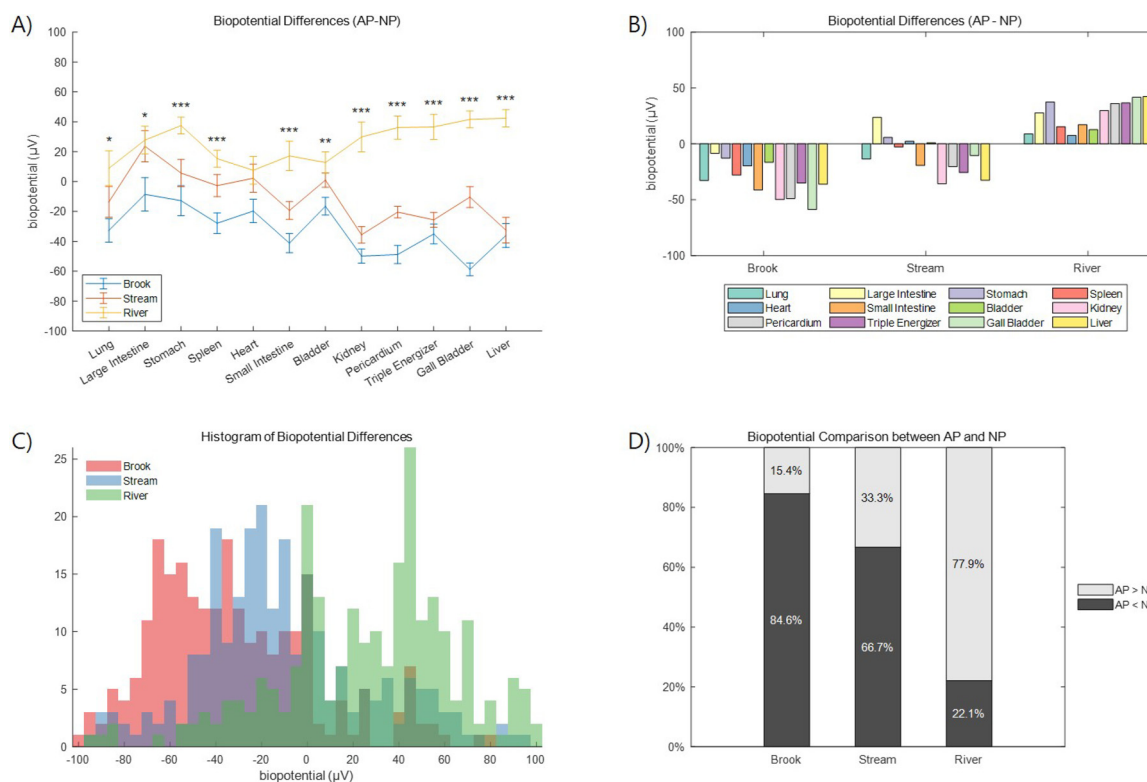 A)
Biopotential Differences (AP-NP)
100
80
60
40
20
0
-20
-40
-60
-80
-100
biopotential (µV)
* * *** *** *** ** *** *** *** *** ***
Brook
Stream
River
Lung
Large Intestine
Stomach
Spleen
Heart
Small Intestine
Bladder
Kidney
Pericardium
Triple Energizer
Gall Bladder
Liver
B)
Biopotential Differences (AP - NP)
100
50
0
-50
-100
biopotential (µV)
Brook Stream River
Lung Large Intestine Stomach Spleen
Heart Small Intestine Bladder Kidney
Pericardium Triple Energizer Gall Bladder Liver
C)
Histogram of Biopotential Differences
Brook
Stream
River
25
20
15
10
5
0
-100 -80 -60 -40 -20 0 20 40 60 80 100
biopotential (µV)
D)
Biopotential Comparison between AP and NP
100%
80%
60%
40%
20%
0%
15.4%
84.6%
33.3%
66.7%
77.9%
22.1%
Brook Stream River
AP > N
AP < N